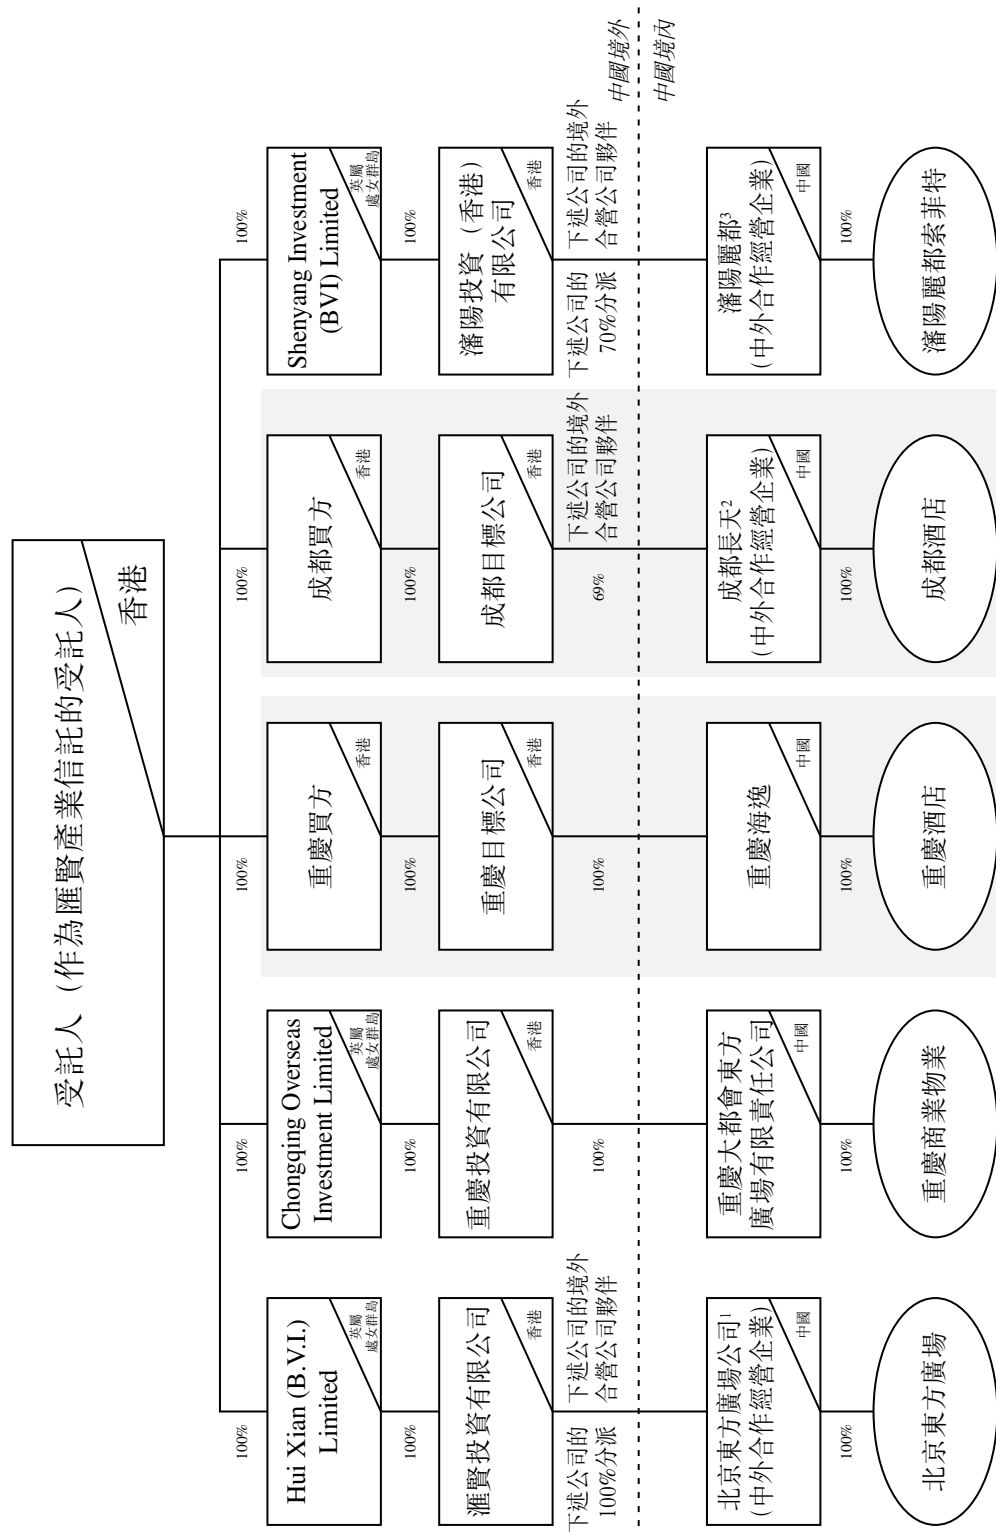 受託人（作為匯賢產業信託的受託人）
香港
100%
100%
100%
100%
100%
Hui Xian (B.V.I.)
Limited
英屬
處女群島
Chongqing Overseas
Investment Limited
英屬
處女群島
重慶買方
香港
成都買方
香港
Shenyang Investment
(BVI) Limited
英屬
處女群島
100%
100%
100%
100%
100%
滙賢投資有限公司
香港
重慶投資有限公司
香港
重慶目標公司
香港
成都目標公司
香港
瀋陽投資（香港）
有限公司
香港
下述公司的
100%分派
下述公司的境外
合營公司夥伴
100%
100%
69%
下述公司的境外
合營公司夥伴
下述公司的
70%分派
下述公司的境外
合營公司夥伴
中國境外
中國境內
北京東方廣場公司1
(中外合作經營企業)
中國
重慶大都會東方
廣場有限責任公司
中國
重慶海逸
中國
成都長天2
(中外合作經營企業)
中國
瀋陽麗都3
(中外合作經營企業)
中國
100%
100%
100%
100%
100%
北京東方廣場
重慶商業物業
重慶酒店
成都酒店
瀋陽麗都索菲特